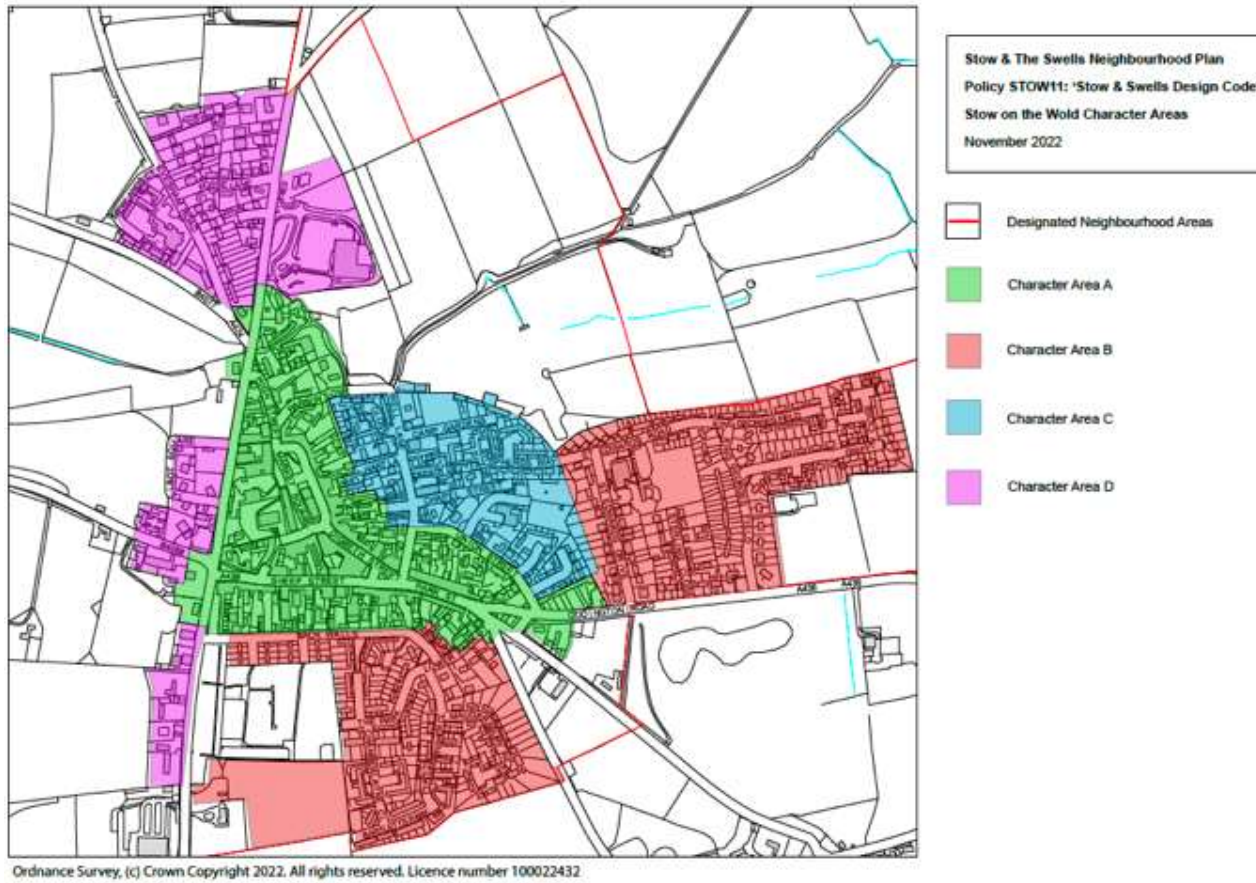 Stow & The Swells Neighbourhood Plan
Policy STOW11: 'Stow & Swells Design Code
Stow on the Wold Character Areas
November 2022
Designated Neighbourhood Areas
Character Area A
Character Area B
Character Area C
Character Area D
A436
A436
Ordnance Survey, (c) Crown Copyright 2022. All rights reserved. Licence number 100022432